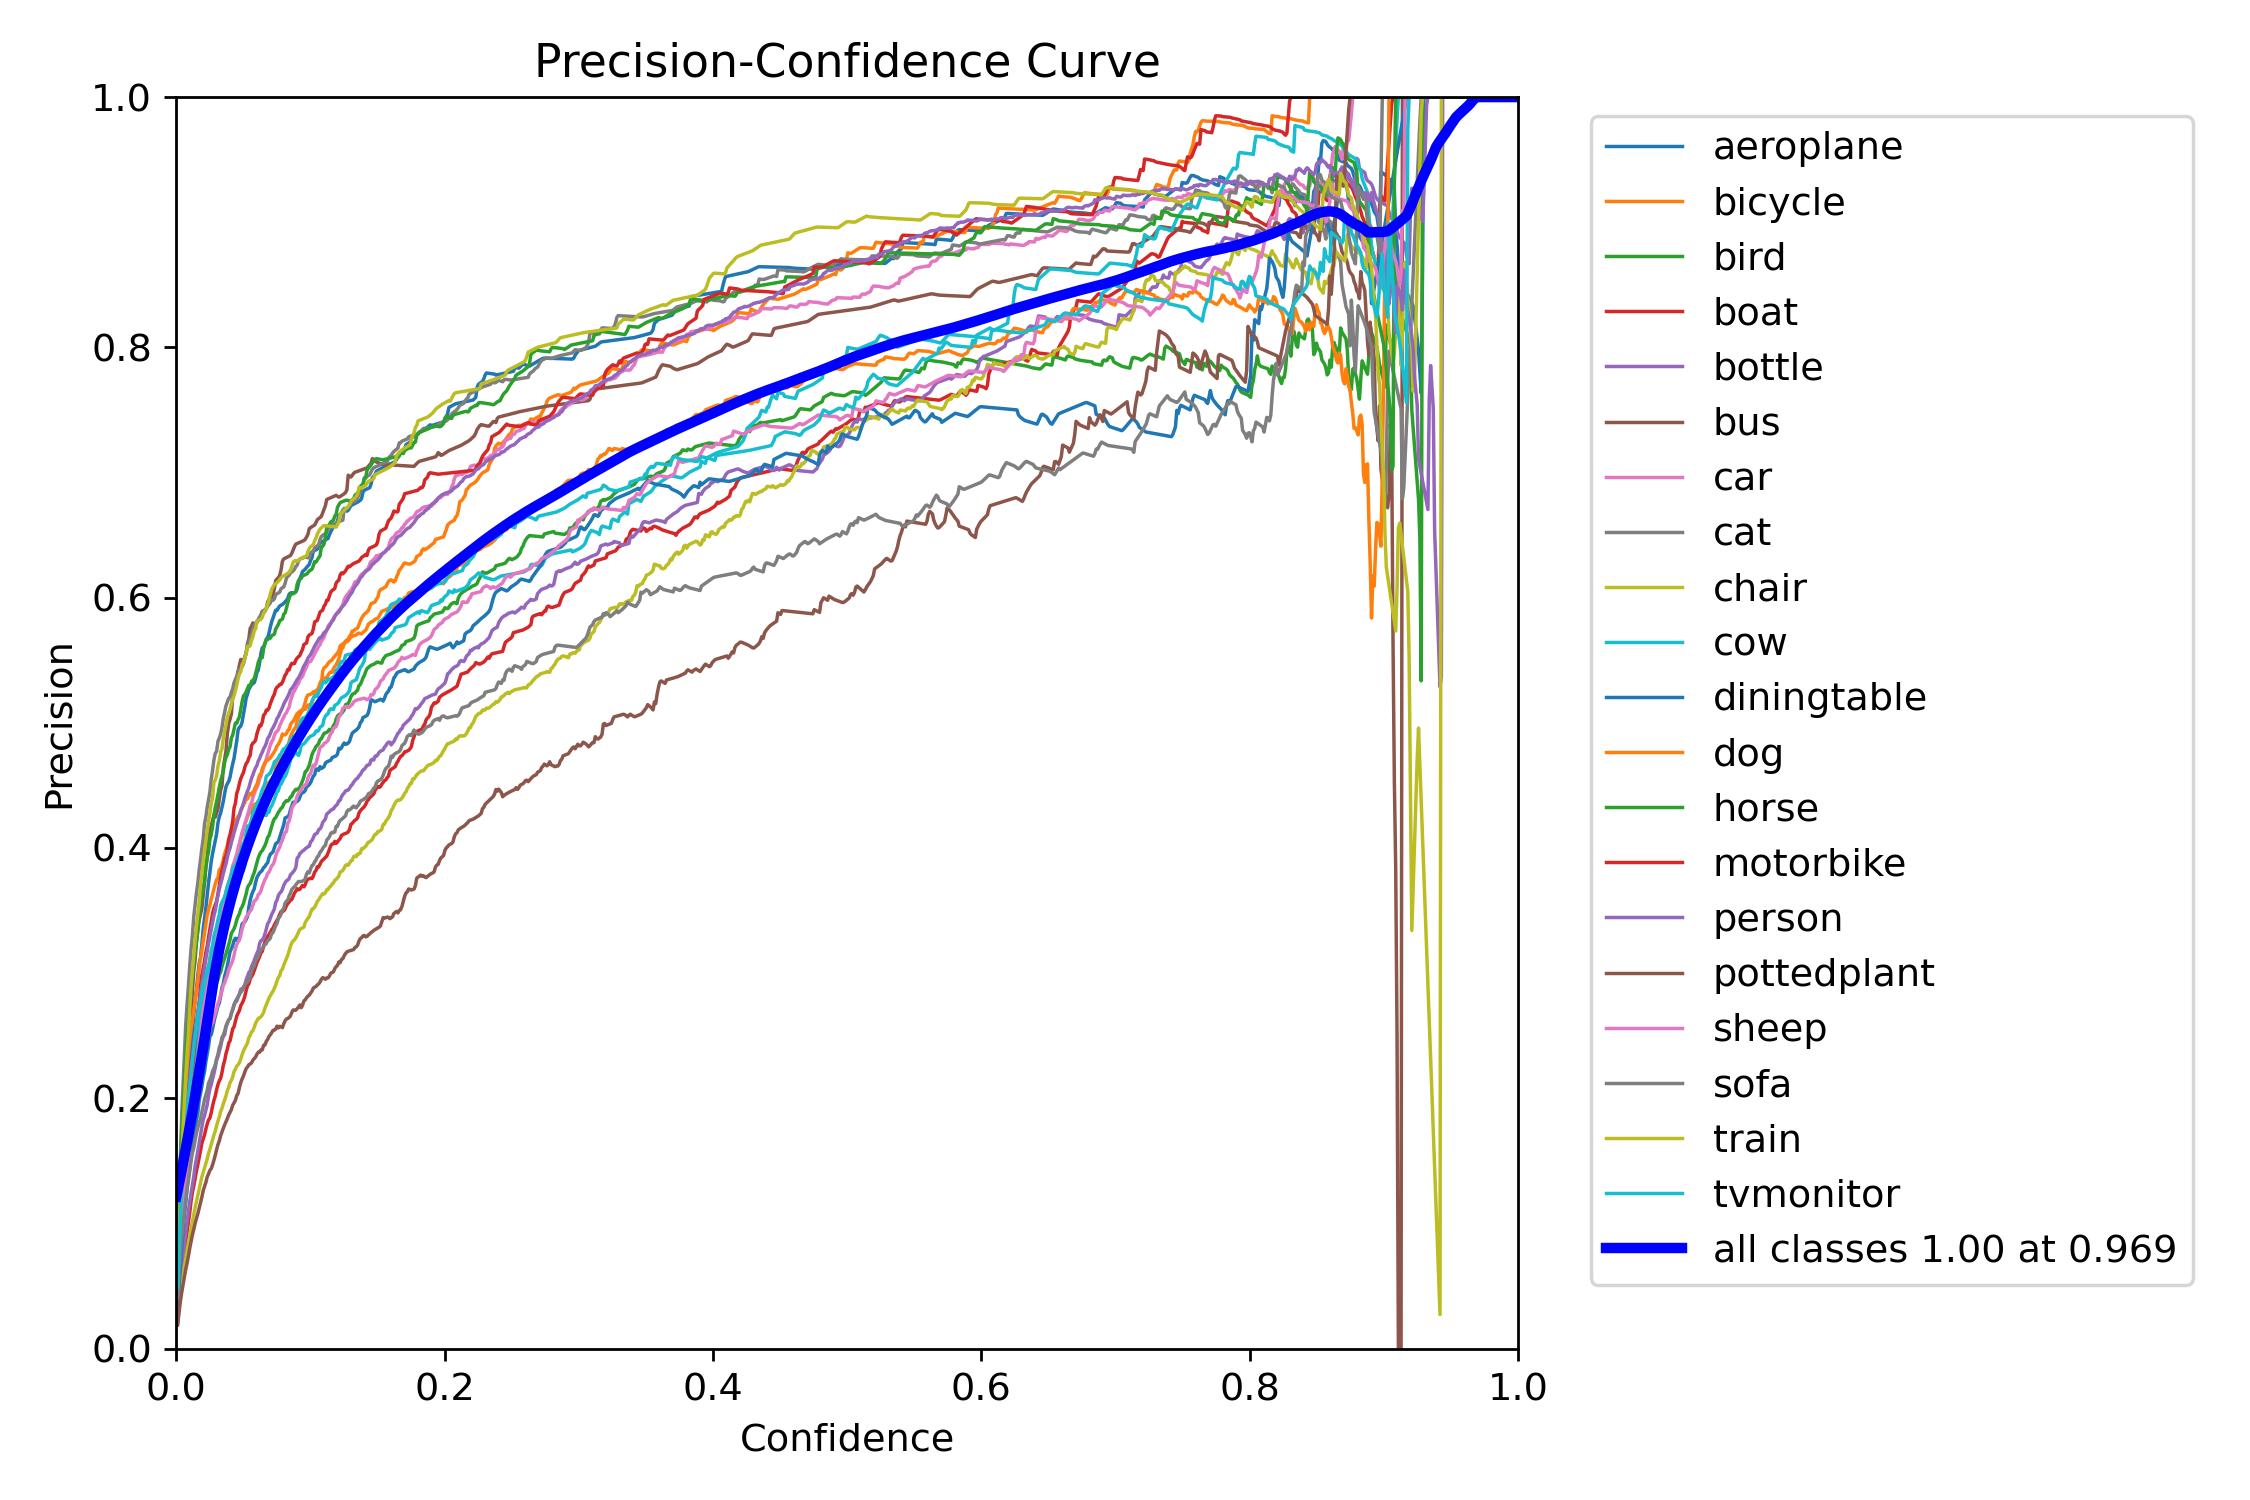 Precision-Confidence Curve
1.0
0.8
0.6
0.4
0.2
0.0
Precision
0.0 0.2 0.4 0.6 0.8 1.0
Confidence
aeroplane
bicycle
bird
boat
bottle
bus
car
cat
chair
cow
diningtable
dog
horse
motorbike
person
pottedplant
sheep
sofa
train
tvmonitor
all classes 1.00 at 0.969